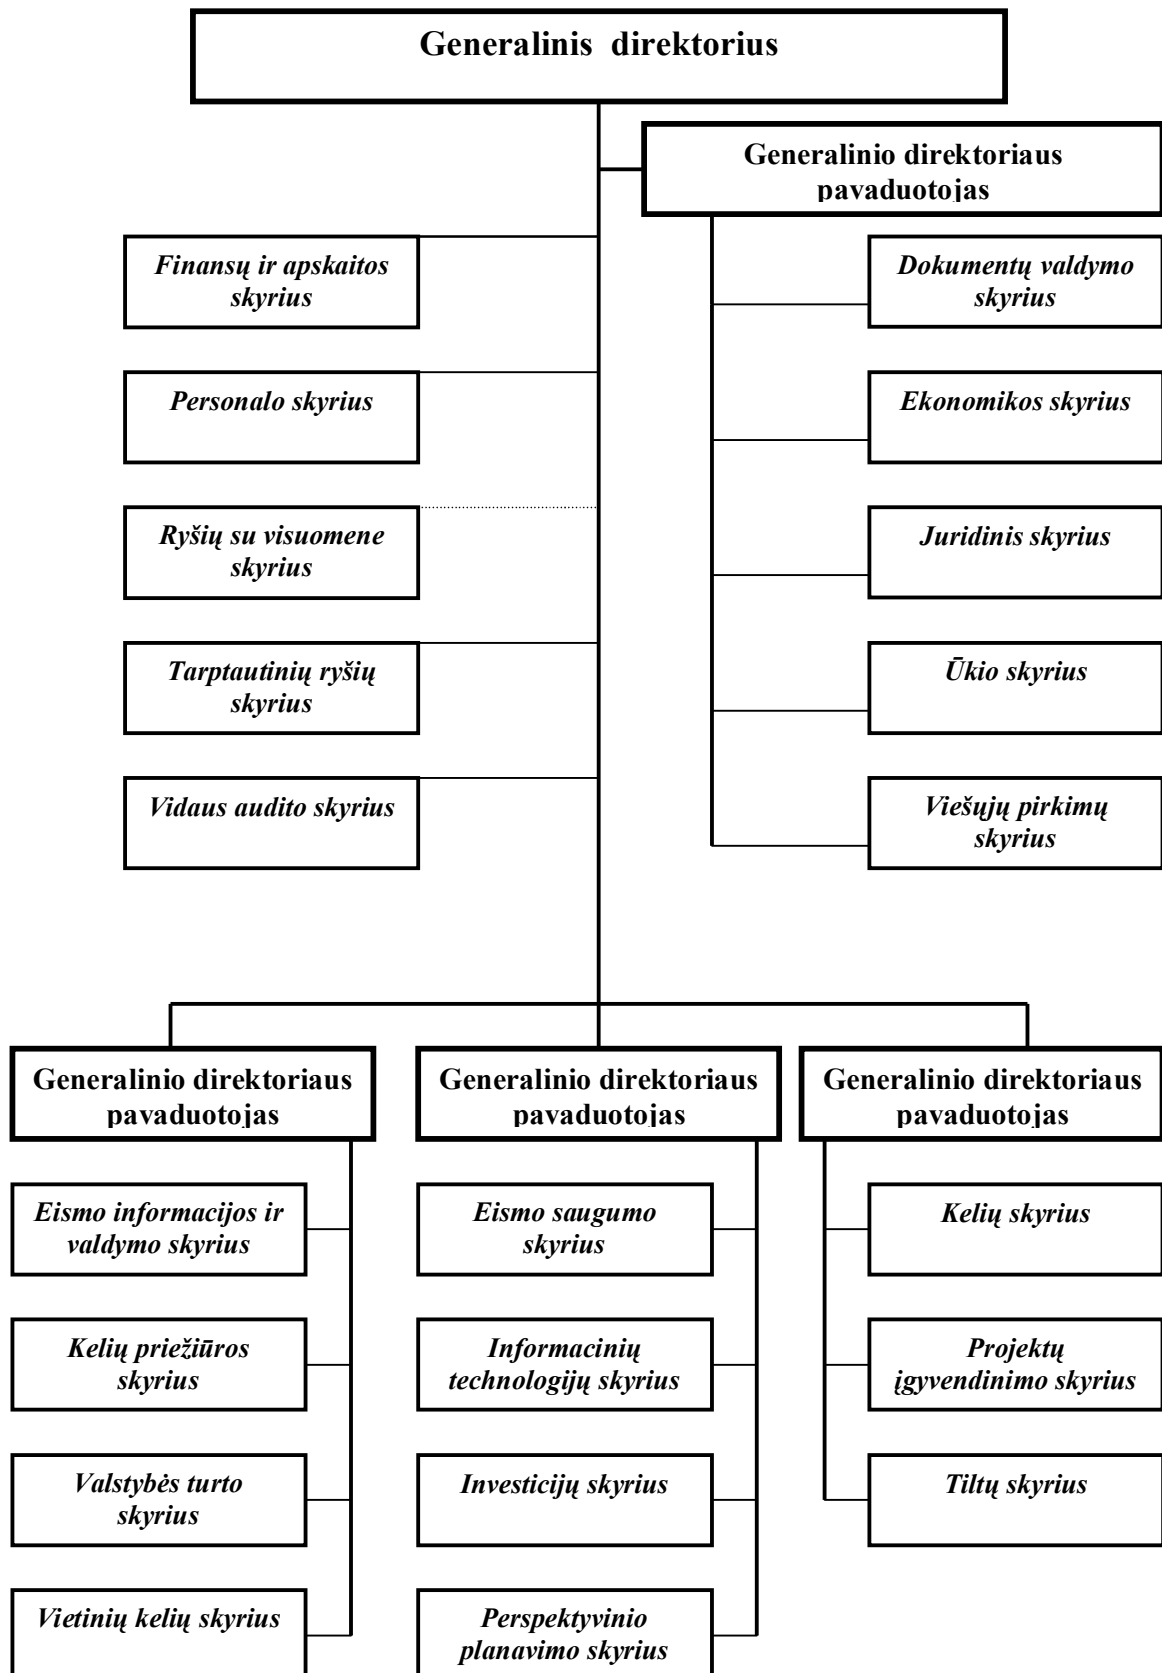 Generalinis direktorius
Generalinio direktoriaus
pavaduotojas
Finansų ir apskaitos
skyrius
Dokumentų valdymo
skyrius
Personalo skyrius
Ekonomikos skyrius
Ryšių su visuomene
skyrius
Juridinis skyrius
Tarptautinių ryšių
skyrius
Ūkio skyrius
Vidaus audito skyrius
Viešųjų pirkimų
skyrius
Generalinio direktoriaus
pavaduotojas
Generalinio direktoriaus
pavaduotojas
Generalinio direktoriaus
pavaduotojas
Eismo informacijos ir
valdymo skyrius
Eismo saugumo
skyrius
Kelių skyrius
Kelių priežiūros
skyrius
Informacinių
technologijų skyrius
Projektų
įgyvendinimo skyrius
Valstybės turto
skyrius
Investicijų skyrius
Tiltų skyrius
Vietinių kelių skyrius
Perspektyvinio
planavimo skyrius